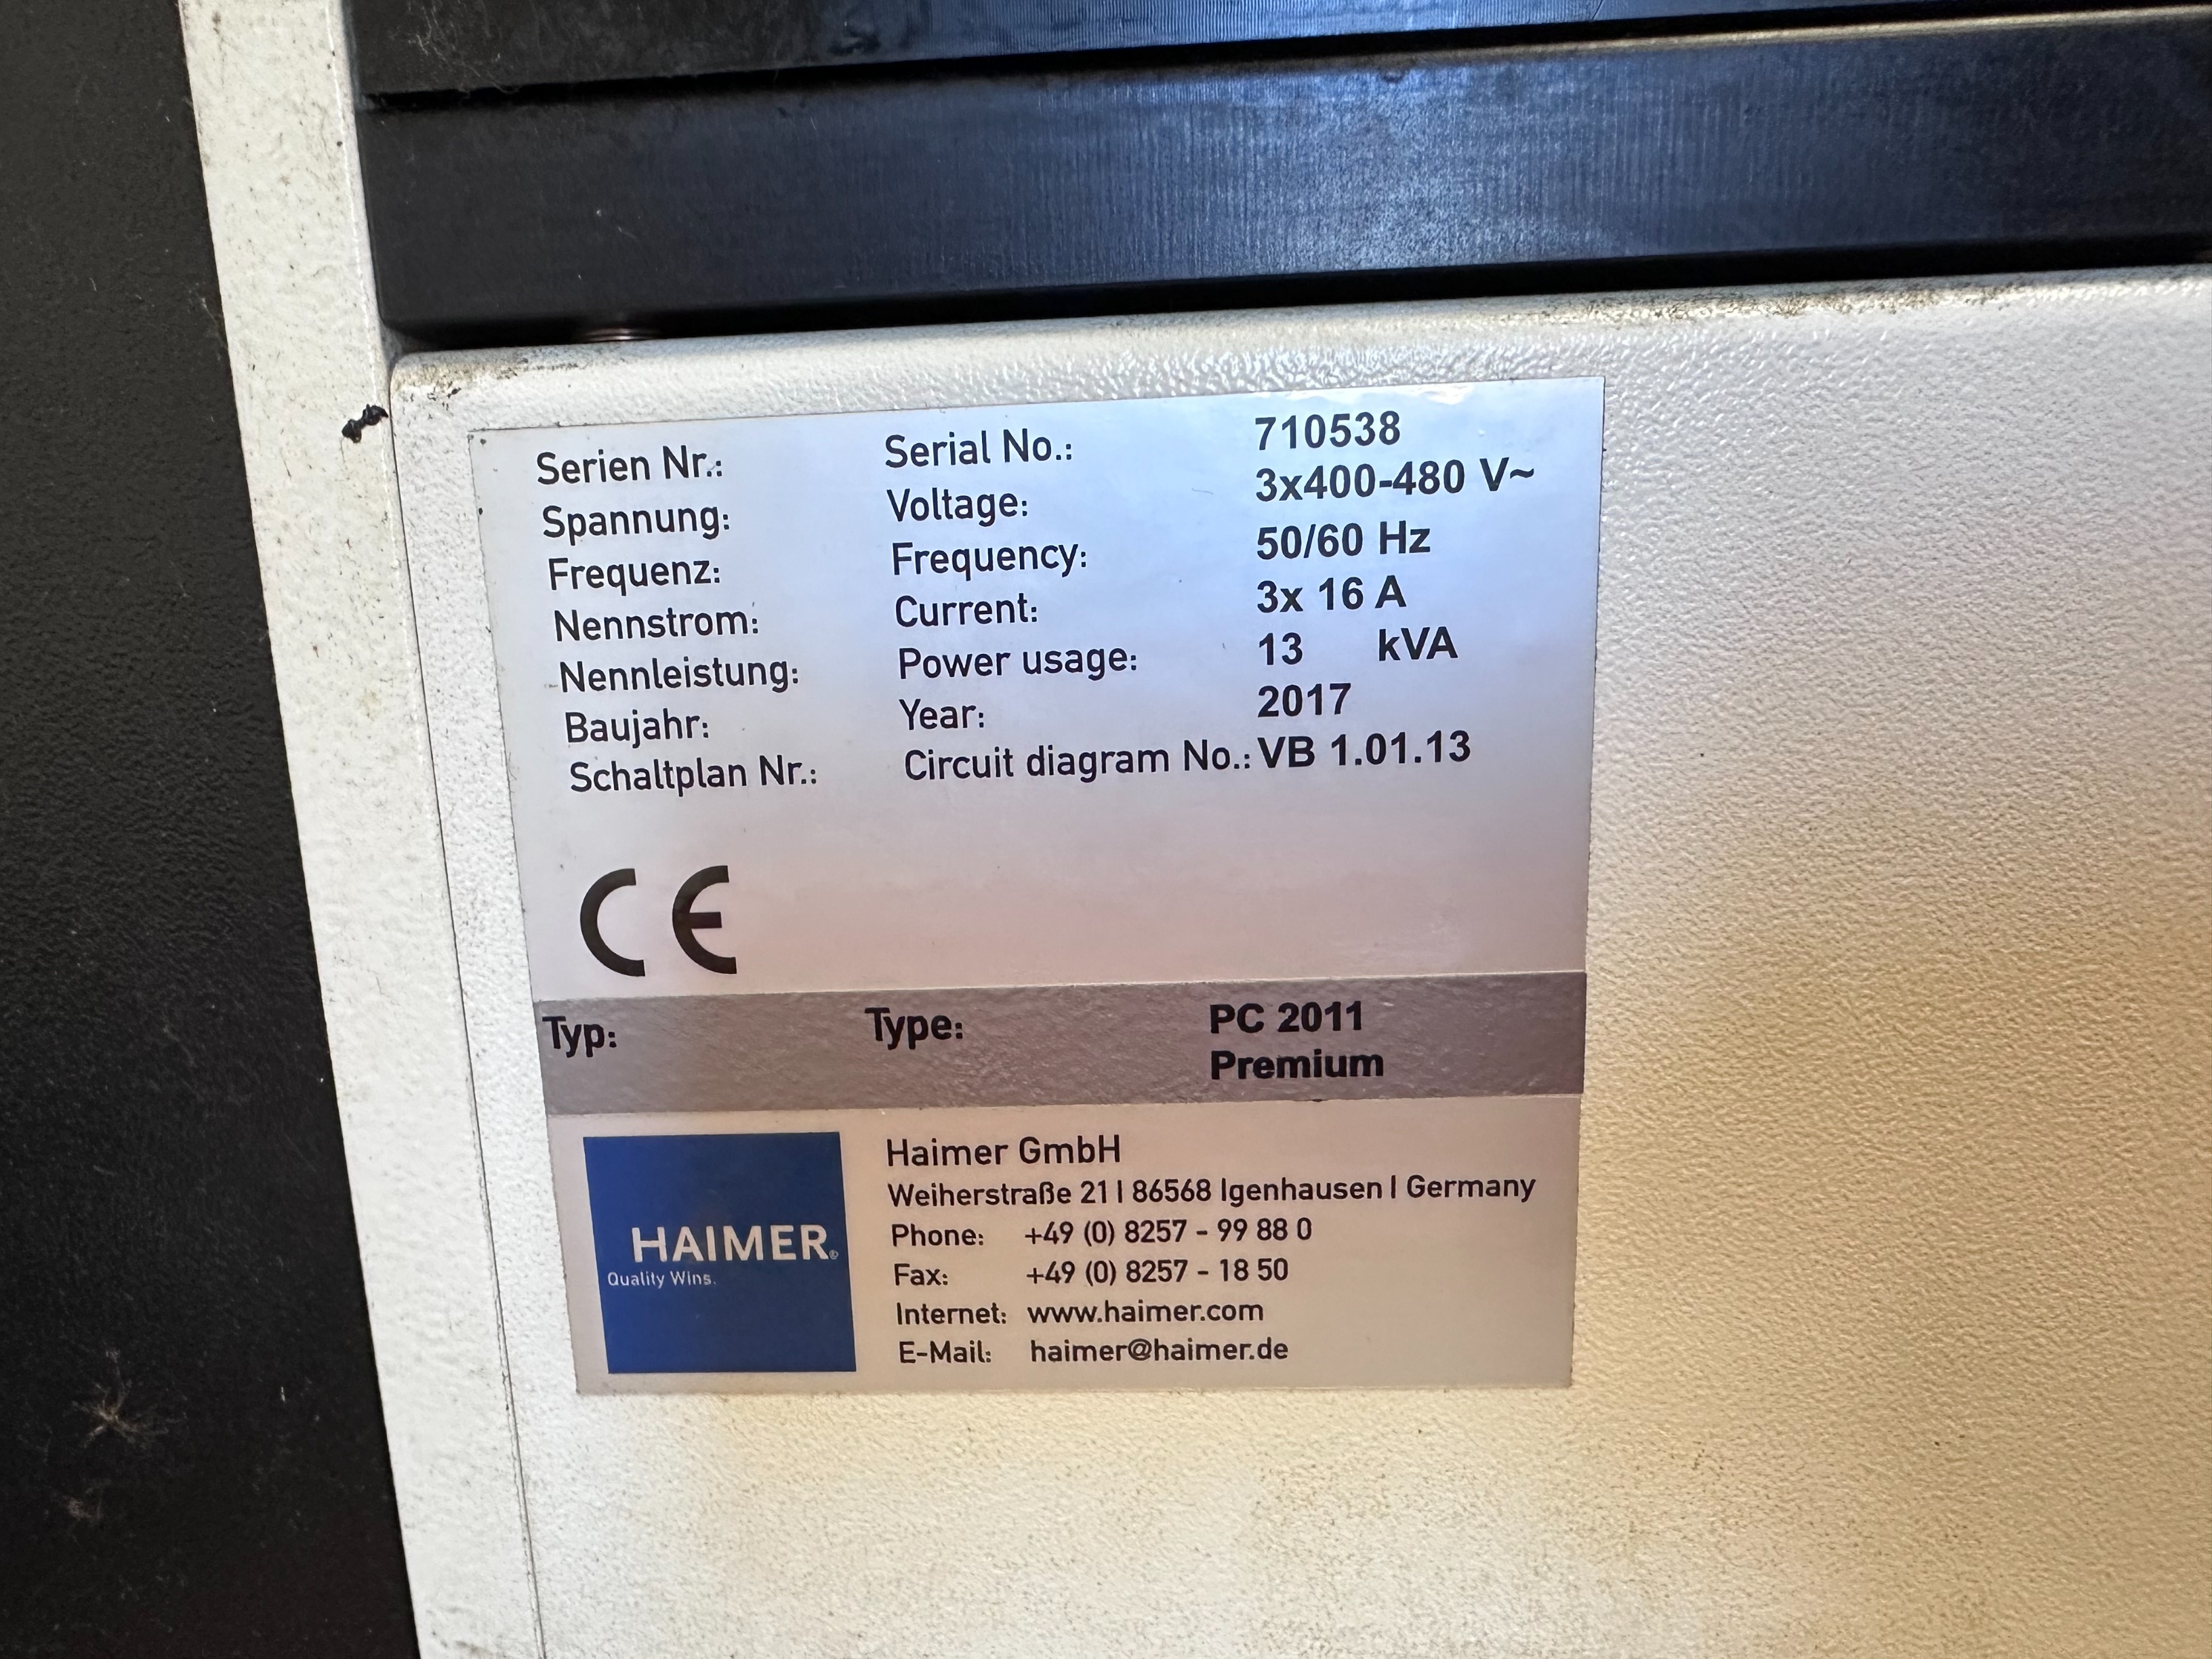 Serien Nr.: Serial No.: 710538
Spannung: Voltage: 3x400-480 V~
Frequenz: Frequency: 50/60 Hz
Nennstrom: Current: 3x 16 A
Nennleistung: Power usage: 13 kVA
Baujahr: Year: 2017
Schaltplan Nr.: Circuit diagram No.: VB 1.01.13
CE
Typ: Type: PC 2011
Premium
HAIMER®
Quality Wins.
Haimer GmbH
Weiherstraße 21 | 86568 Igenhausen | Germany
Phone: +49 (0) 8257 - 99 88 0
Fax: +49 (0) 8257 - 18 50
Internet: www.haimer.com
E-Mail: haimer@haimer.de